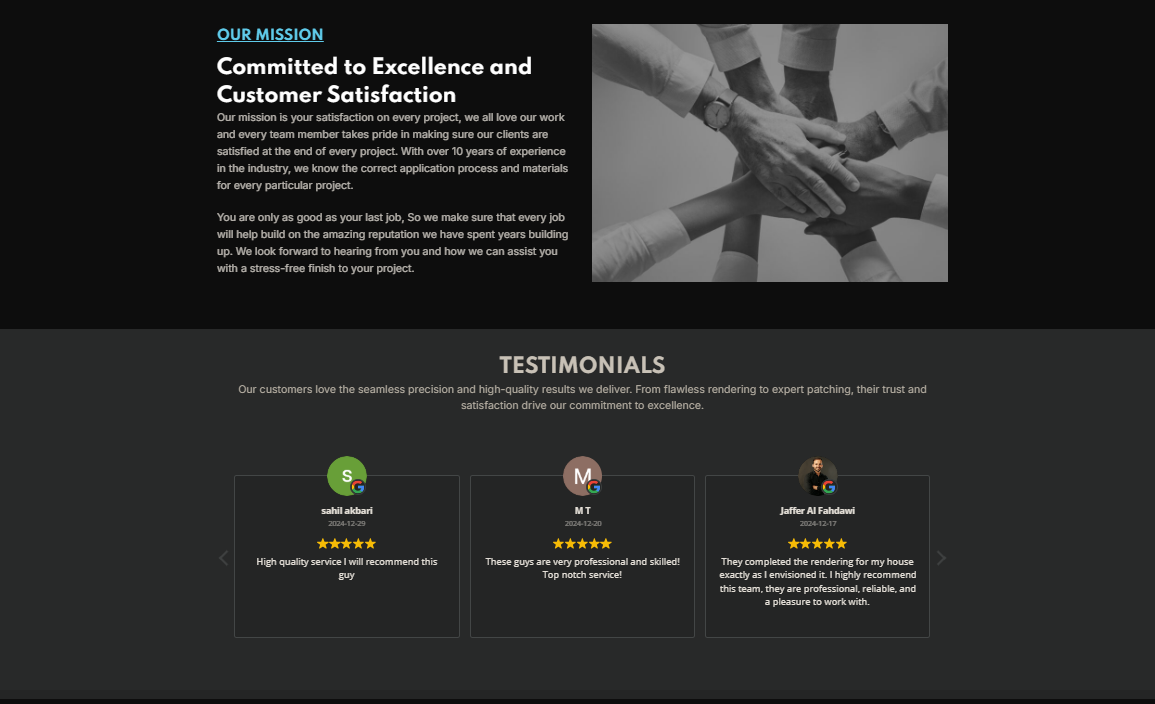 OUR MISSION
Committed to Excellence and
Customer Satisfaction
Our mission is your satisfaction on every project, we all love our work
and every team member takes pride in making sure our clients are
satisfied at the end of every project. With over 10 years of experience
in the industry, we know the correct application process and materials
for every particular project.
You are only as good as your last job, So we make sure that every job
will help build on the amazing reputation we have spent years building
up. We look forward to hearing from you and how we can assist you
with a stress-free finish to your project.
TESTIMONIALS
Our customers love the seamless precision and high-quality results we deliver. From flawless rendering to expert patching, their trust and
satisfaction drive our commitment to excellence.
S
sahil akbari
2024-12-29
High quality service I will recommend this
guy
M
M T
2024-12-20
These guys are very professional and skilled!
Top notch service!
Jaffer Al Fahdawi
2024-12-17
They completed the rendering for my house
exactly as I envisioned it. I highly recommend
this team, they are professional, reliable, and
a pleasure to work with.